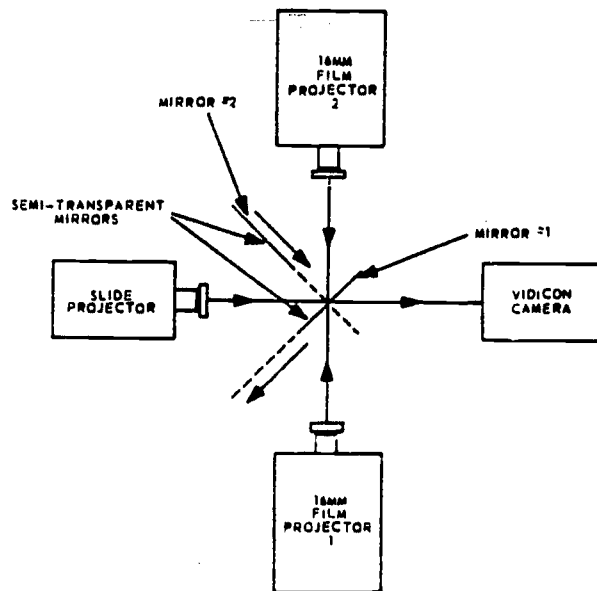 16MM
FILM
PROJECTOR
2
MIRROR #2
SEMI-TRANSPARENT
MIRRORS
MIRROR #1
SLIDE
PROJECTOR
VIDICON
CAMERA
16MM
FILM
PROJECTOR
1